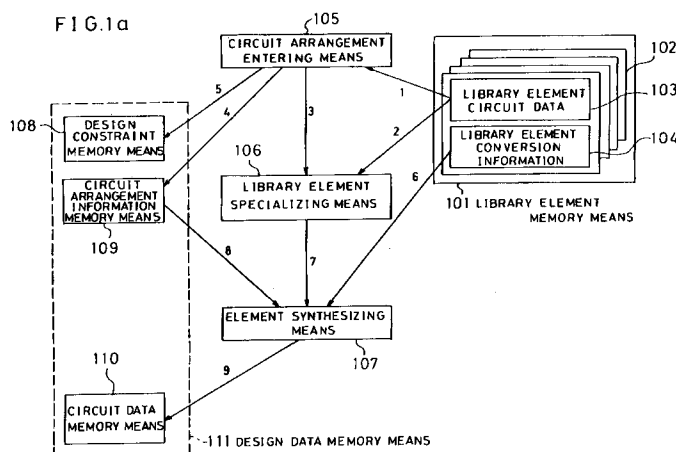 FIG.1a
105
CIRCUIT ARRANGEMENT
ENTERING MEANS
102
LIBRARY ELEMENT
CIRCUIT DATA
103
LIBRARY ELEMENT
CONVERSION
INFORMATION
104
101 LIBRARY ELEMENT
MEMORY MEANS
1
2
3
4
5
6
108
DESIGN
CONSTRAINT
MEMORY MEANS
106
LIBRARY ELEMENT
SPECIALIZING MEANS
CIRCUIT
ARRANGEMENT
INFORMATION
MEMORY MEANS
109
8
7
ELEMENT SYNTHESIZING
MEANS
107
9
110
CIRCUIT DATA
MEMORY MEANS
111 DESIGN DATA MEMORY MEANS